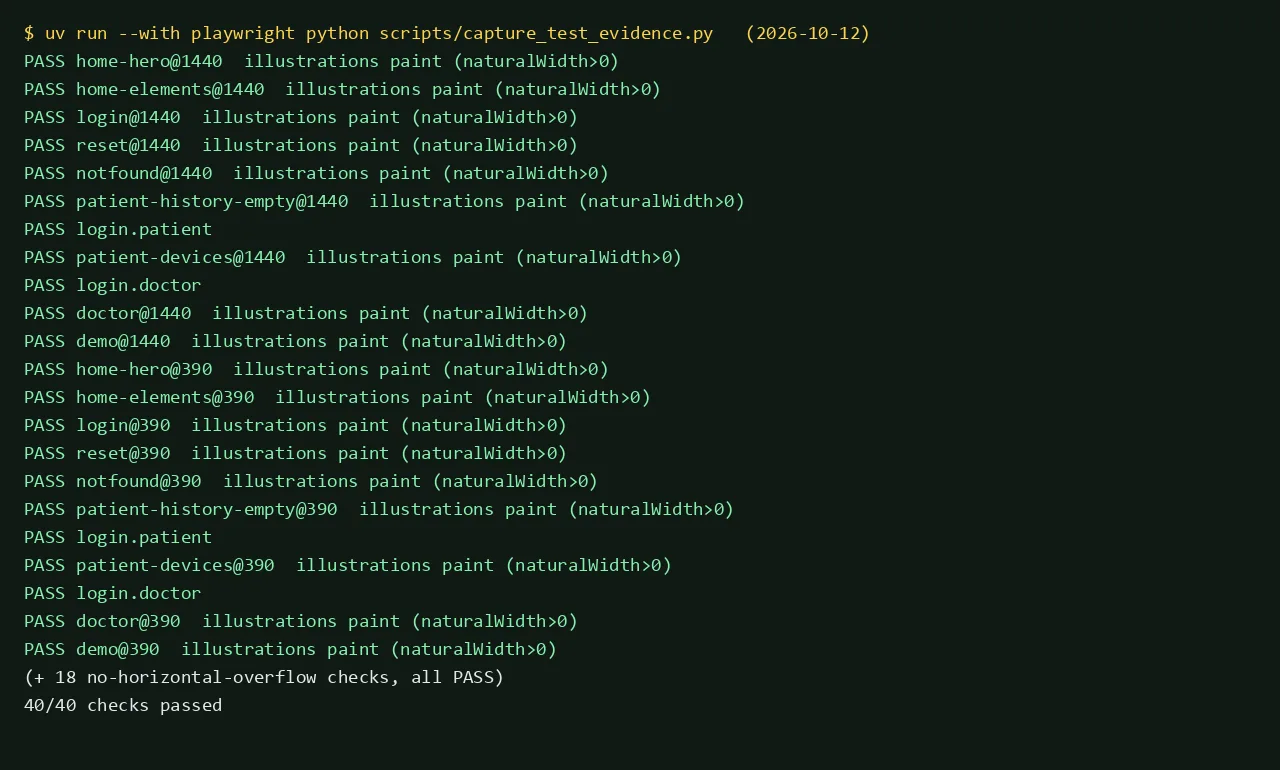 $ uv run --with playwright python scripts/capture_test_evidence.py   (2026-10-12)
PASS home-hero@1440  illustrations paint (naturalWidth>0)
PASS home-elements@1440  illustrations paint (naturalWidth>0)
PASS login@1440  illustrations paint (naturalWidth>0)
PASS reset@1440  illustrations paint (naturalWidth>0)
PASS notfound@1440  illustrations paint (naturalWidth>0)
PASS patient-history-empty@1440  illustrations paint (naturalWidth>0)
PASS login.patient
PASS patient-devices@1440  illustrations paint (naturalWidth>0)
PASS login.doctor
PASS doctor@1440  illustrations paint (naturalWidth>0)
PASS demo@1440  illustrations paint (naturalWidth>0)
PASS home-hero@390  illustrations paint (naturalWidth>0)
PASS home-elements@390  illustrations paint (naturalWidth>0)
PASS login@390  illustrations paint (naturalWidth>0)
PASS reset@390  illustrations paint (naturalWidth>0)
PASS notfound@390  illustrations paint (naturalWidth>0)
PASS patient-history-empty@390  illustrations paint (naturalWidth>0)
PASS login.patient
PASS patient-devices@390  illustrations paint (naturalWidth>0)
PASS login.doctor
PASS doctor@390  illustrations paint (naturalWidth>0)
PASS demo@390  illustrations paint (naturalWidth>0)
(+ 18 no-horizontal-overflow checks, all PASS)
40/40 checks passed